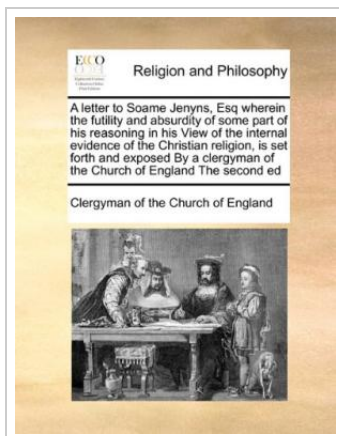 ECCO
Religion and Philosophy
A letter to Soame Jenyns, Esq wherein
the futility and absurdity of some part of
his reasoning in his View of the internal
evidence of the Christian religion, is set
forth and exposed By a clergyman of
the Church of England The second ed
Clergyman of the Church of England